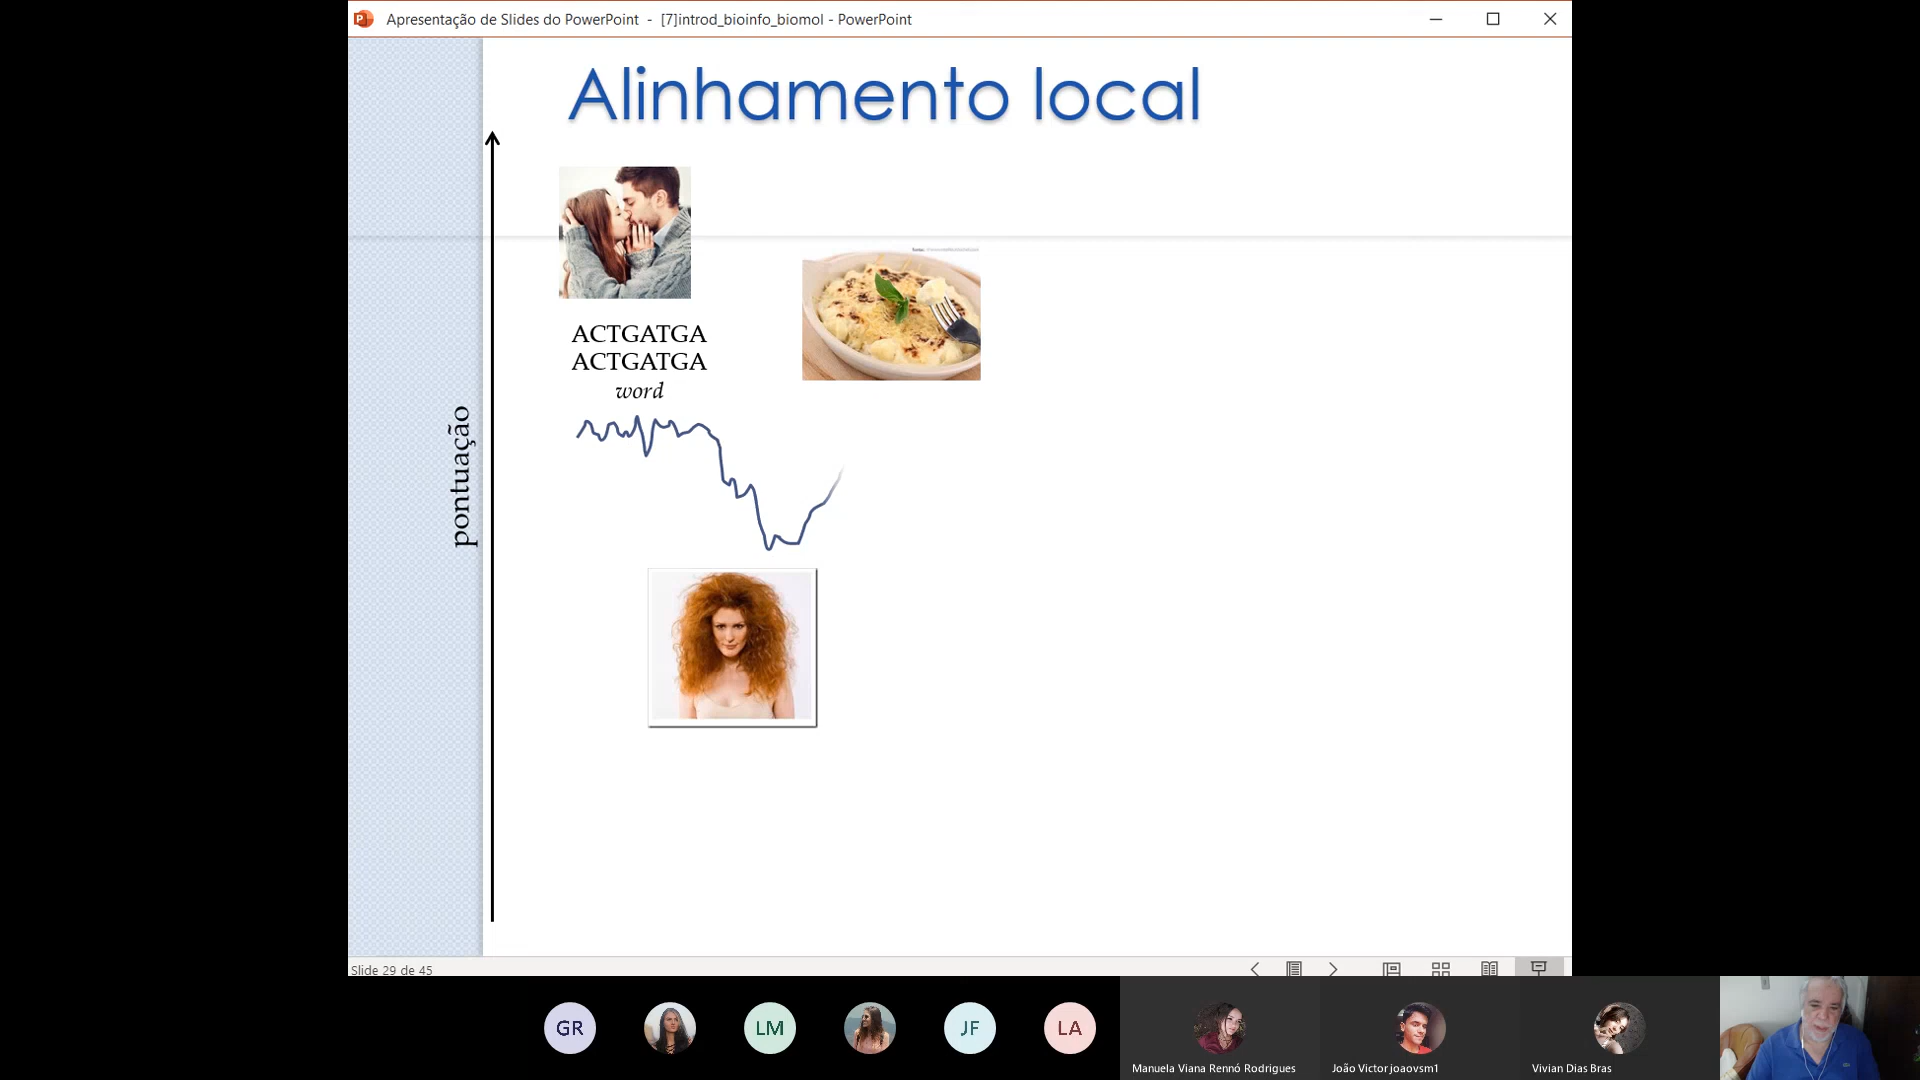 Apresentação de Slides do PowerPoint - [7]introd_bioinfo_biomol - PowerPoint
Alinhamento local
pontuação
ACTGATGA
ACTGATGA
word
Slide 29 de 45
GR
LM
JF
LA
Manuela Viana Rennó Rodrigues
João Victor joaovsm1
Vivian Dias Bras